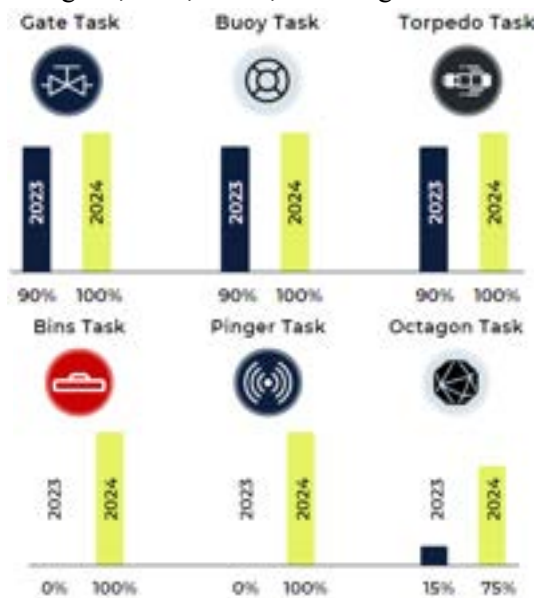 Gate Task Buoy Task Torpedo Task
2023 2024 2023 2024 2023 2024
90% 100% 90% 100% 90% 100%
Bins Task Pinger Task Octagon Task
2023 2024 2023 2024 2023 2024
0% 100% 0% 100% 15% 75%